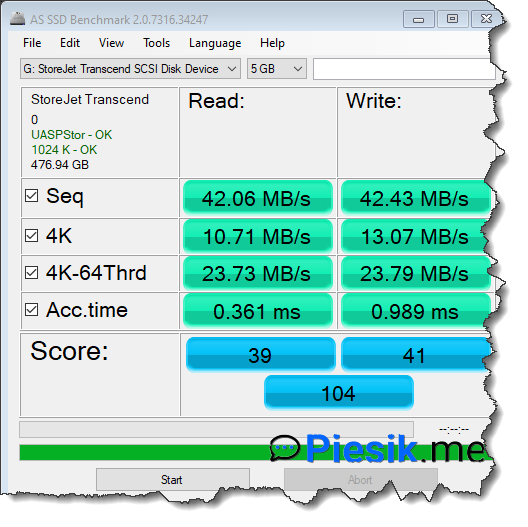 AS SSD Benchmark 2.0.7316.34247
File Edit View Tools Language Help
G: StoreJet Transcend SCSI Disk Device 5 GB
StoreJet Transcend Read: Write:
0
UASPStor - OK
1024 K - OK
476.94 GB
Seq 42.06 MB/s 42.43 MB/s
4K 10.71 MB/s 13.07 MB/s
4K-64Thrd 23.73 MB/s 23.79 MB/s
Acc.time 0.361 ms 0.989 ms
Score: 39 41
104
--:--:--
Piesik.me
Start Abort